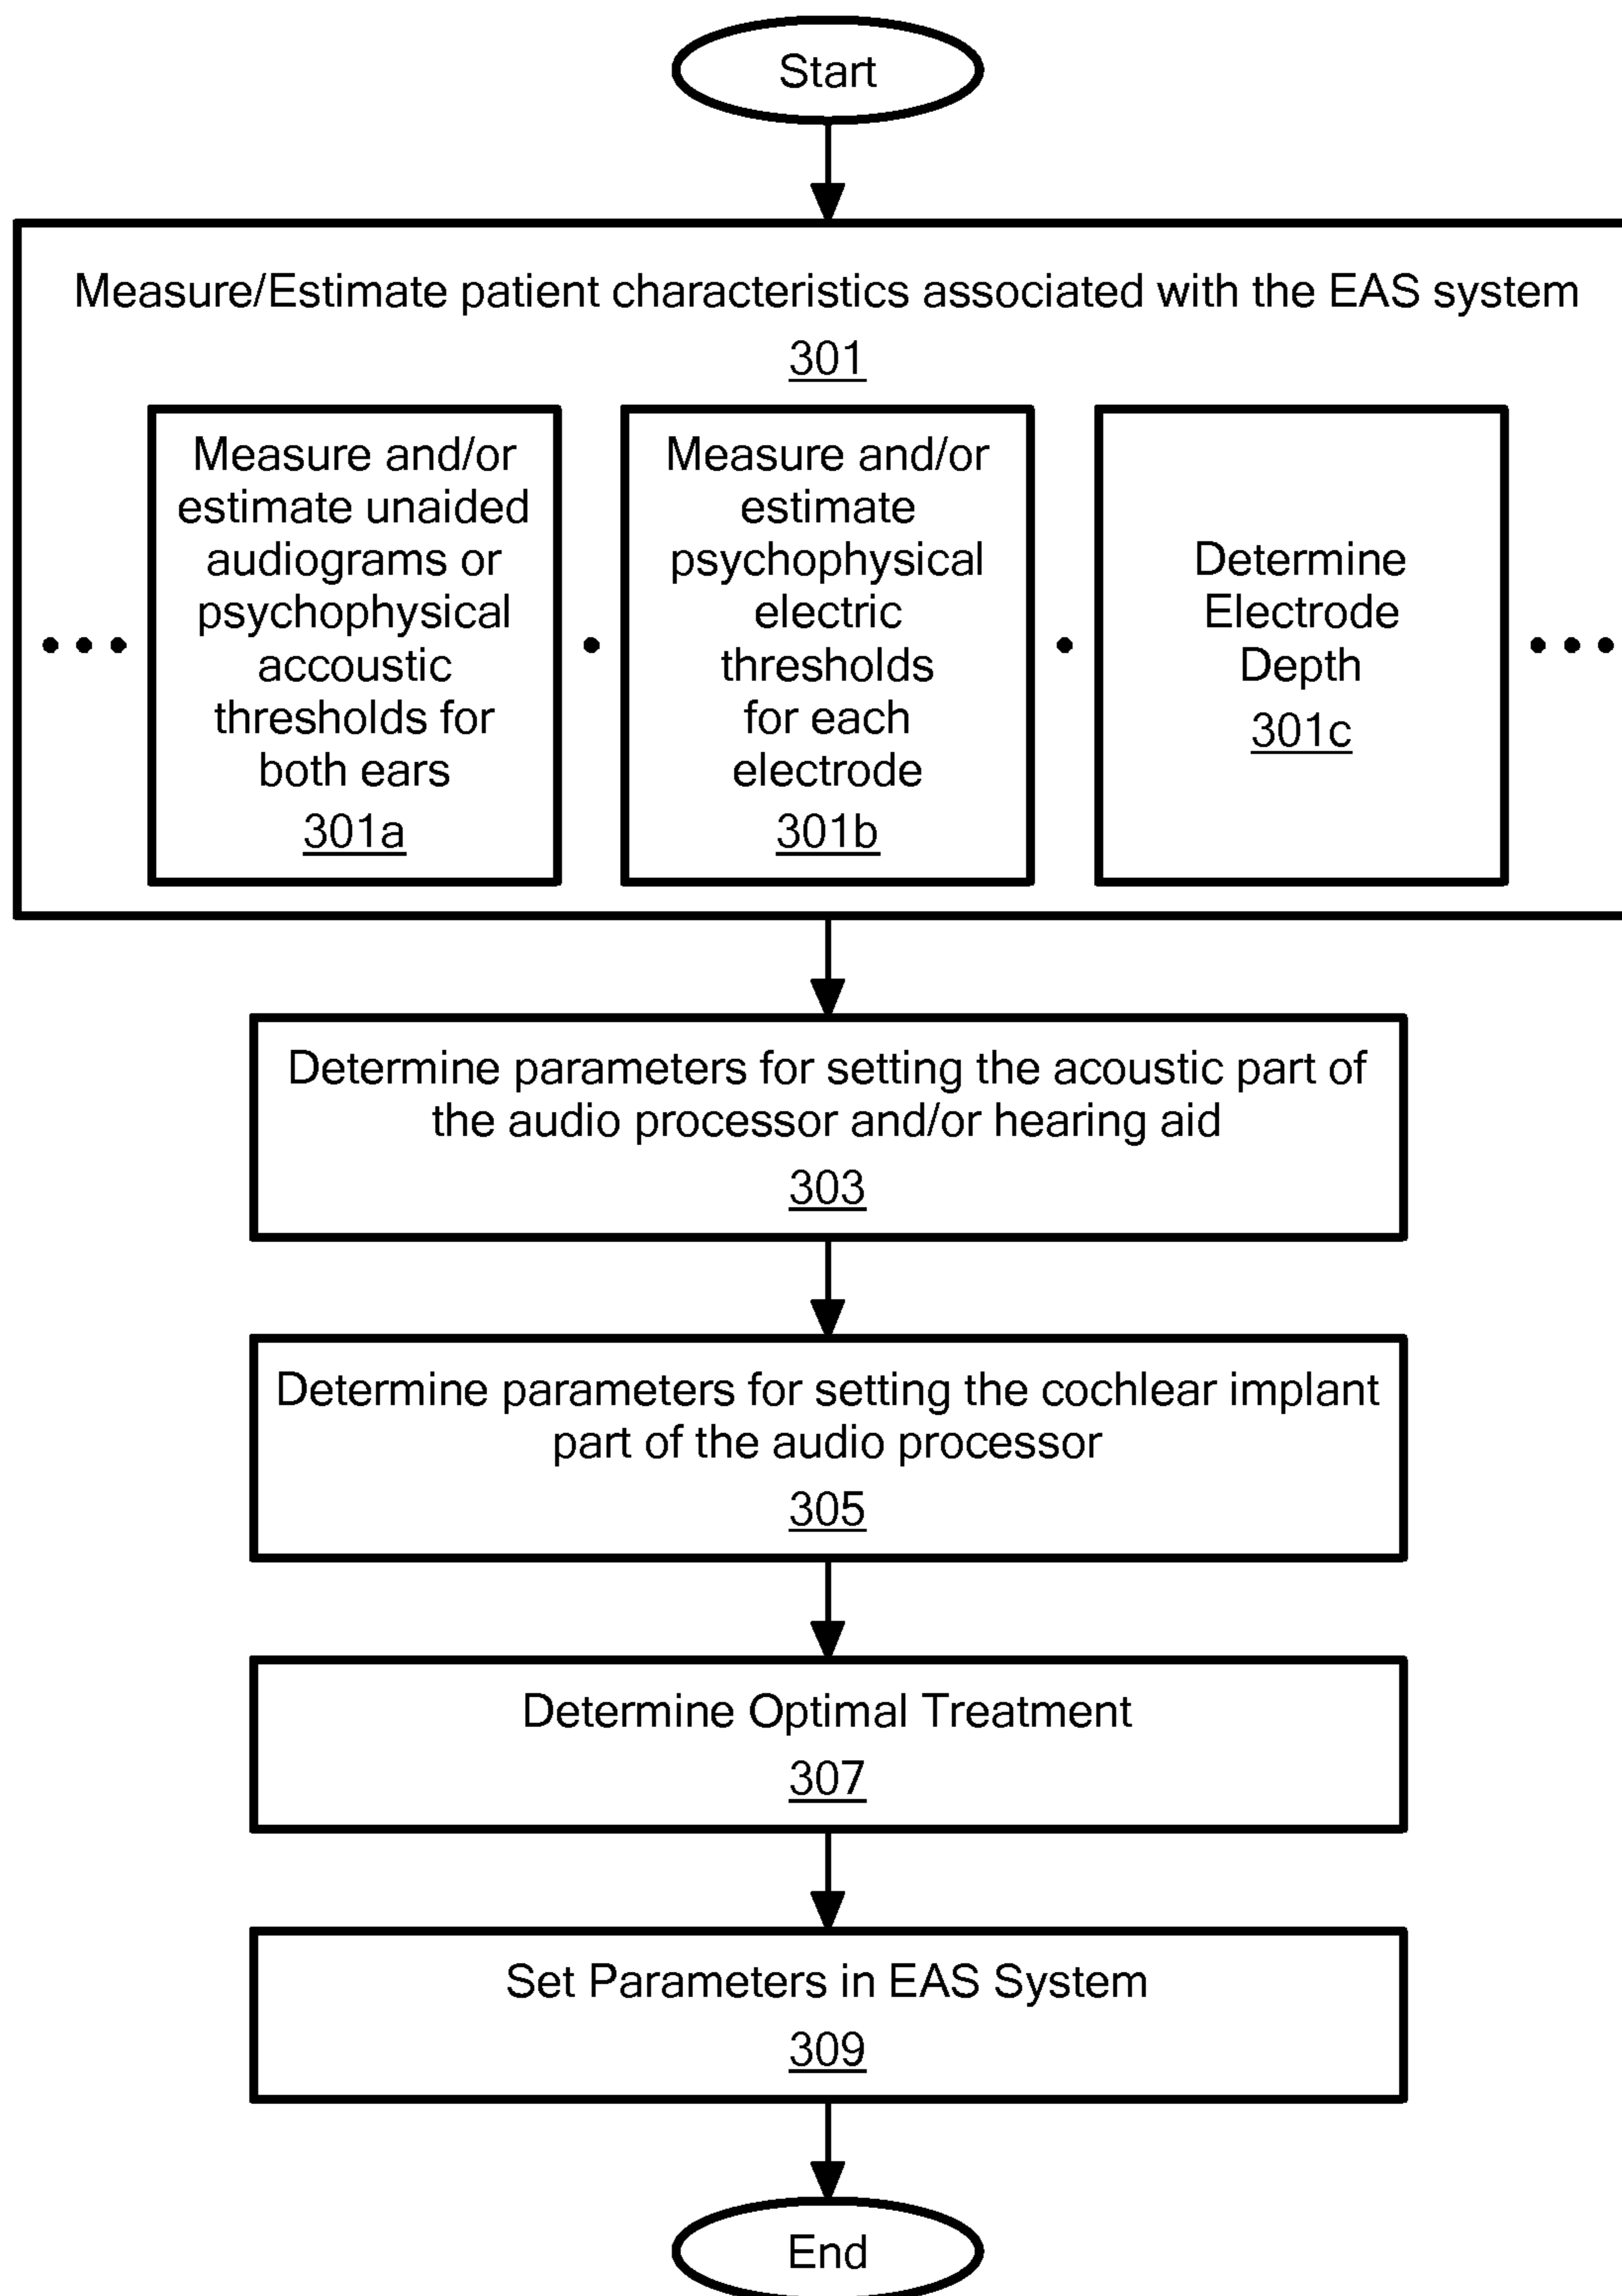 Start
Measure/Estimate patient characteristics associated with the EAS system
301
Measure and/or
estimate unaided
audiograms or
psychophysical
accoustic
thresholds for
both ears
301a
Measure and/or
estimate
psychophysical
electric
thresholds
for each
electrode
301b
Determine
Electrode
Depth
301c
Determine parameters for setting the acoustic part of
the audio processor and/or hearing aid
303
Determine parameters for setting the cochlear implant
part of the audio processor
305
Determine Optimal Treatment
307
Set Parameters in EAS System
309
End